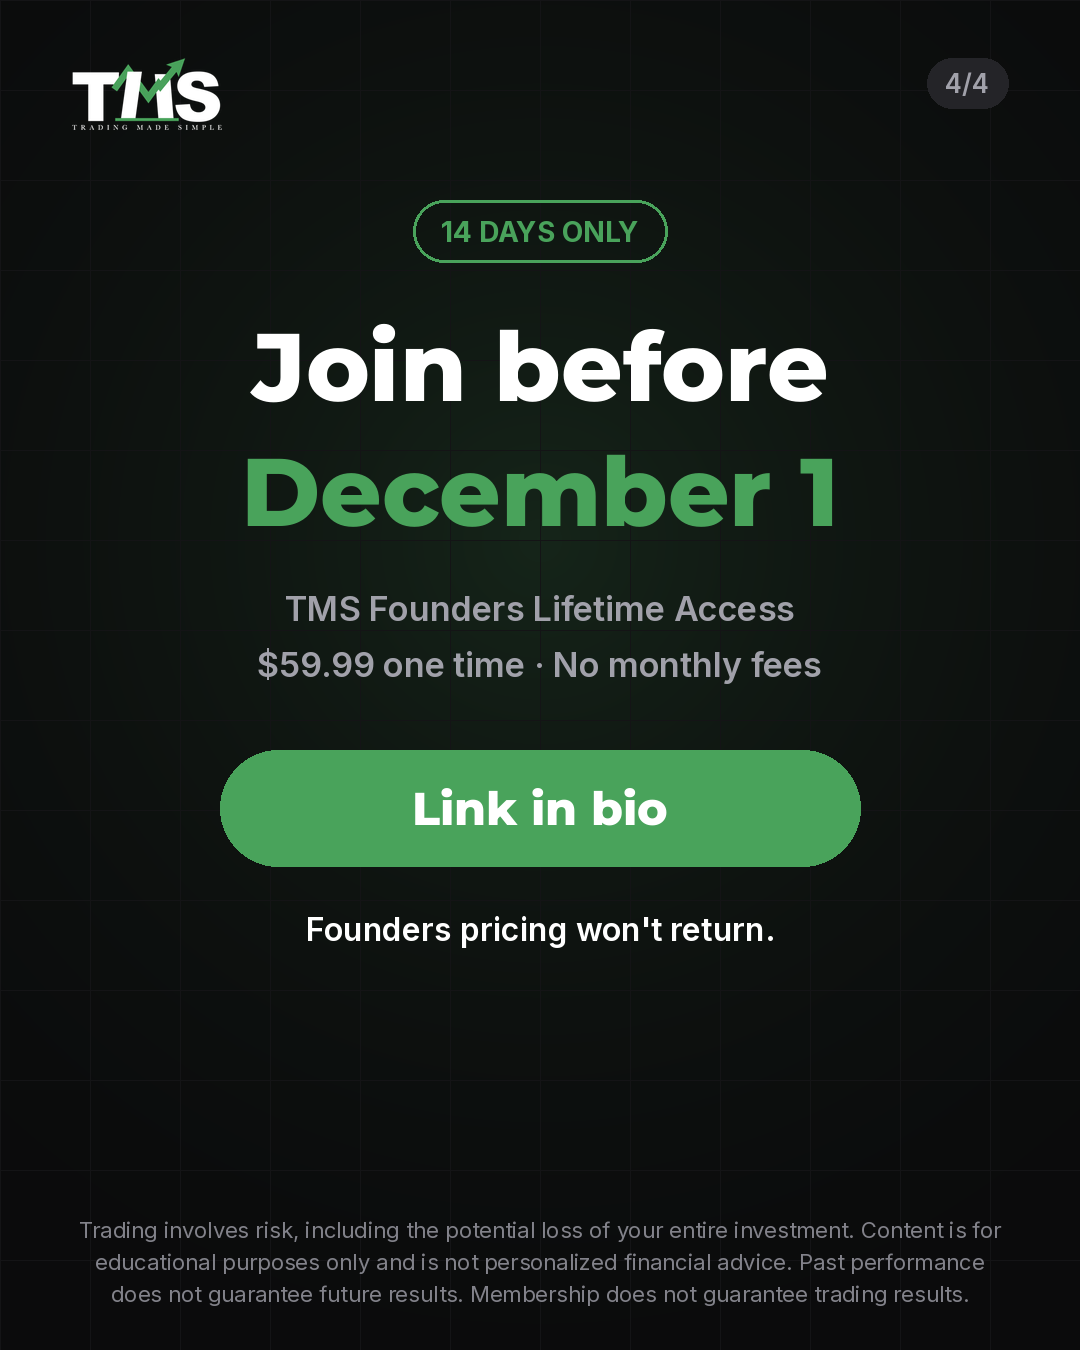 TMS
TRADING MADE SIMPLE
4/4
14 DAYS ONLY
Join before
December 1
TMS Founders Lifetime Access
$59.99 one time · No monthly fees
Link in bio
Founders pricing won't return.
Trading involves risk, including the potential loss of your entire investment. Content is for
educational purposes only and is not personalized financial advice. Past performance
does not guarantee future results. Membership does not guarantee trading results.